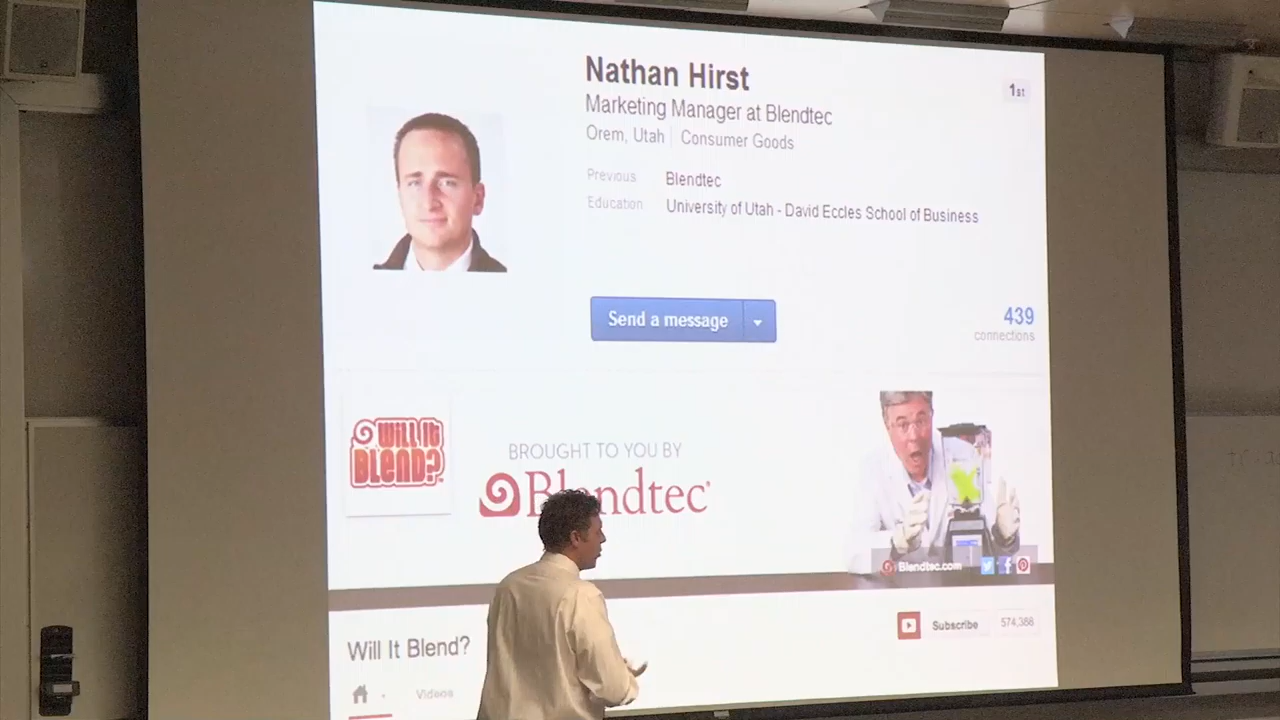 Nathan Hirst
1st
Marketing Manager at Blendtec
Orem, Utah | Consumer Goods
Previous Blendtec
Education University of Utah - David Eccles School of Business
Send a message
439
connections
WILL IT
BLEND?
BROUGHT TO YOU BY
Blendtec
Blendtec.com
Will It Blend?
Subscribe 574,388
Videos